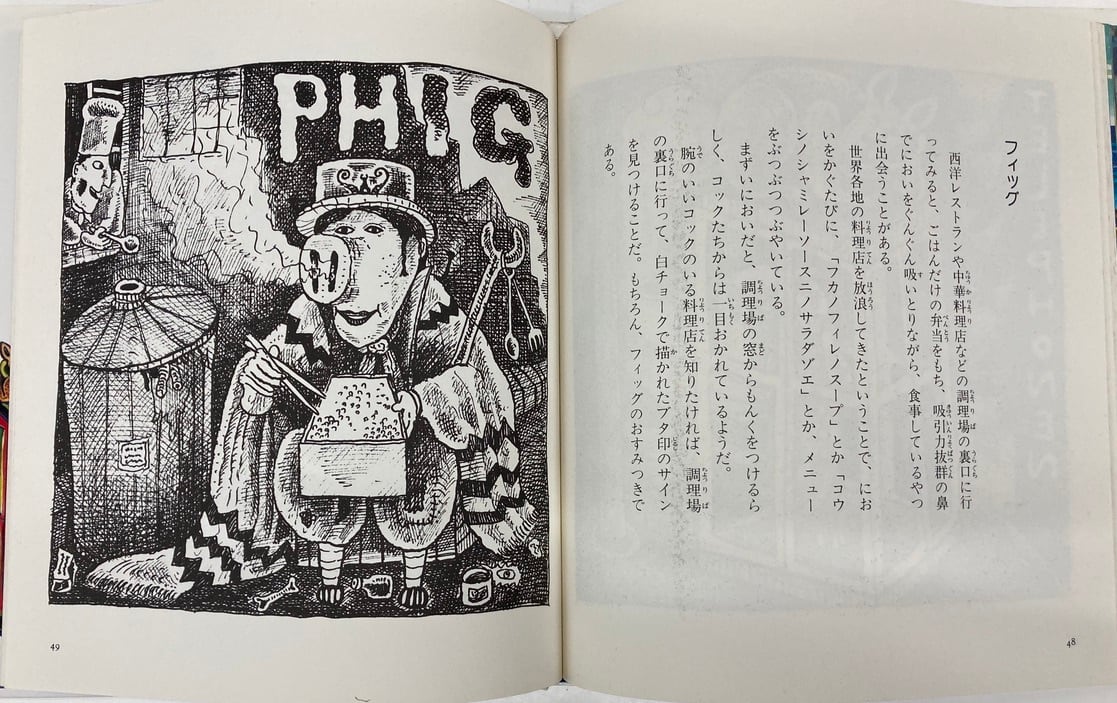 フィッグ
西洋レストランや中華料理店などの調理場の裏口に行
ってみると、ごはんだけの弁当をもち、吸引力抜群の鼻
でにおいをぐんぐん吸いとりながら、食事しているやつ
に出会うことがある。
世界各地の料理店を放浪してきたということで、にお
いをかぐたびに、「フカノフィレノスープ」とか「コウ
シノシャミレーソースニノサラダゾエ」とか、メニュー
をぶつぶつつぶやいている。
まずいにおいだと、調理場の窓からもんくをつけるら
しく、コックたちからは一目おかれているようだ。
腕のいいコックのいる料理店を知りたければ、調理場
の裏口に行って、白チョークで描かれたブタ印のサイン
を見つけることだ。もちろん、フィッグのおすみつきで
ある。
48
PHIG
49